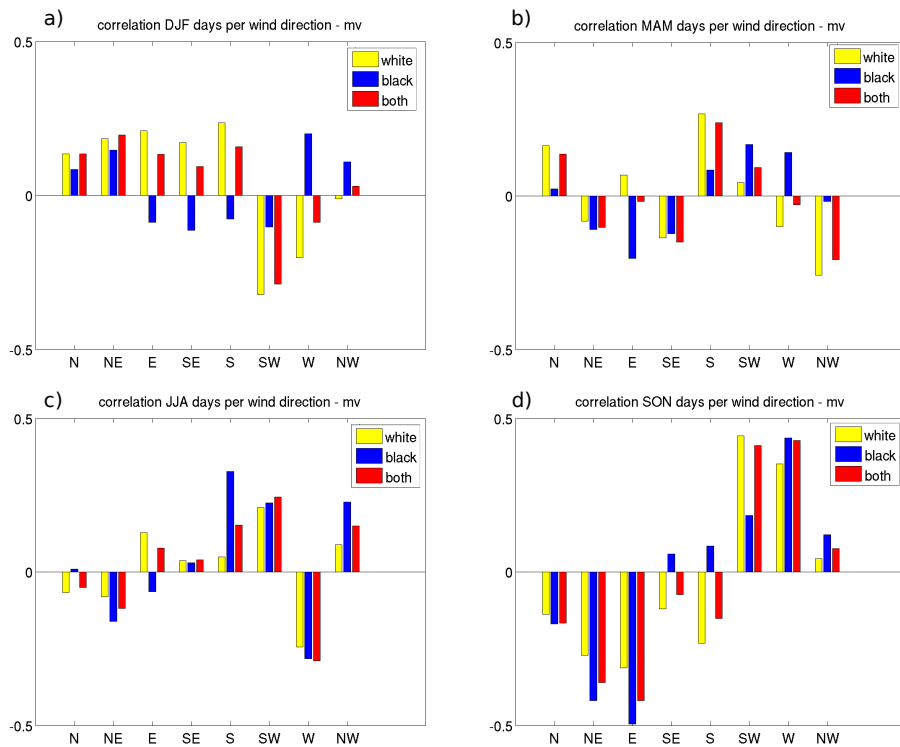 a)
correlation DJF days per wind direction - mv
0.5
0
-0.5
white
black
both
N NE E SE S SW W NW
b)
correlation MAM days per wind direction - mv
0.5
0
-0.5
white
black
both
N NE E SE S SW W NW
c)
correlation JJA days per wind direction - mv
0.5
0
-0.5
white
black
both
N NE E S S SW W NW
d)
correlation SON days per wind direction - mv
0.5
0
-0.5
white
black
both
N NE E SE S SW W NW